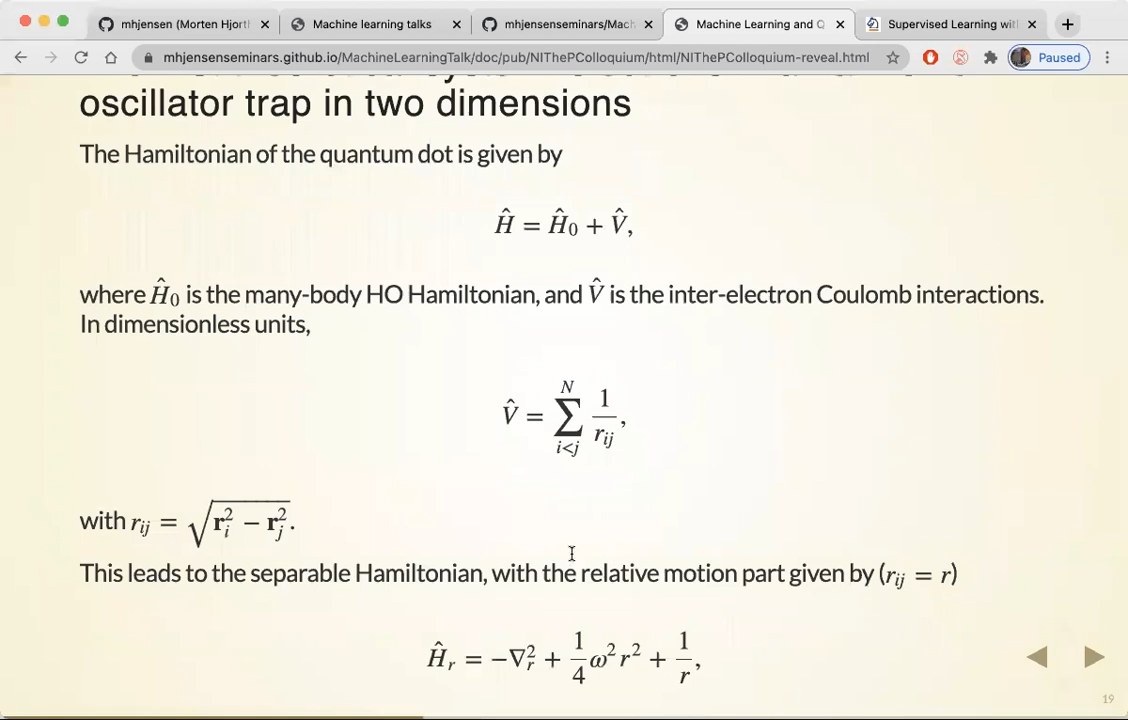 mhjensen (Morten Hjort
Machine learning talks
mhjensenseminars/Mach
Machine Learning and Q
Supervised Learning wit
mhjensenseminars.github.io/MachineLearningTalk/doc/pub/NIThePColloquium/html/NIThePColloquium-reveal.html
Paused
oscillator trap in two dimensions
The Hamiltonian of the quantum dot is given by
Ĥ = Ĥ₀ + V̂,
where Ĥ₀ is the many-body HO Hamiltonian, and V̂ is the inter-electron Coulomb interactions.
In dimensionless units,
V̂ = ∑_{i<j}^{N} 1/r_{ij},
with r_{ij} = √(𝐫_i^2 − 𝐫_j^2).
This leads to the separable Hamiltonian, with the relative motion part given by (r_{ij} = r)
Ĥ_r = −∇_r^2 + 1/4 ω²r² + 1/r,
19